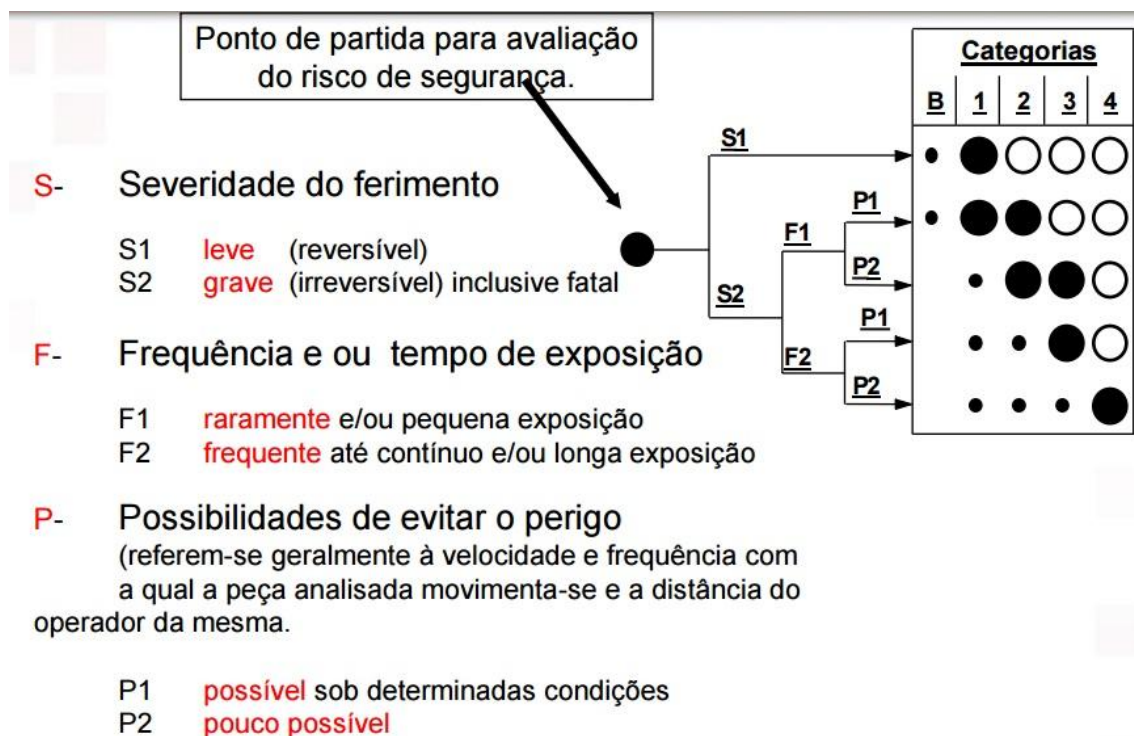 Ponto de partida para avaliação
do risco de segurança.
Categorias
B 1 2 3 4
S1
P1
F1
P2
S2
P1
F2
P2
S- Severidade do ferimento
S1 leve (reversível)
S2 grave (irreversível) inclusive fatal
F- Frequência e ou tempo de exposição
F1 raramente e/ou pequena exposição
F2 frequente até contínuo e/ou longa exposição
P- Possibilidades de evitar o perigo
(referem-se geralmente à velocidade e frequência com
a qual a peça analisada movimenta-se e a distância do
operador da mesma.
P1 possível sob determinadas condições
P2 pouco possível